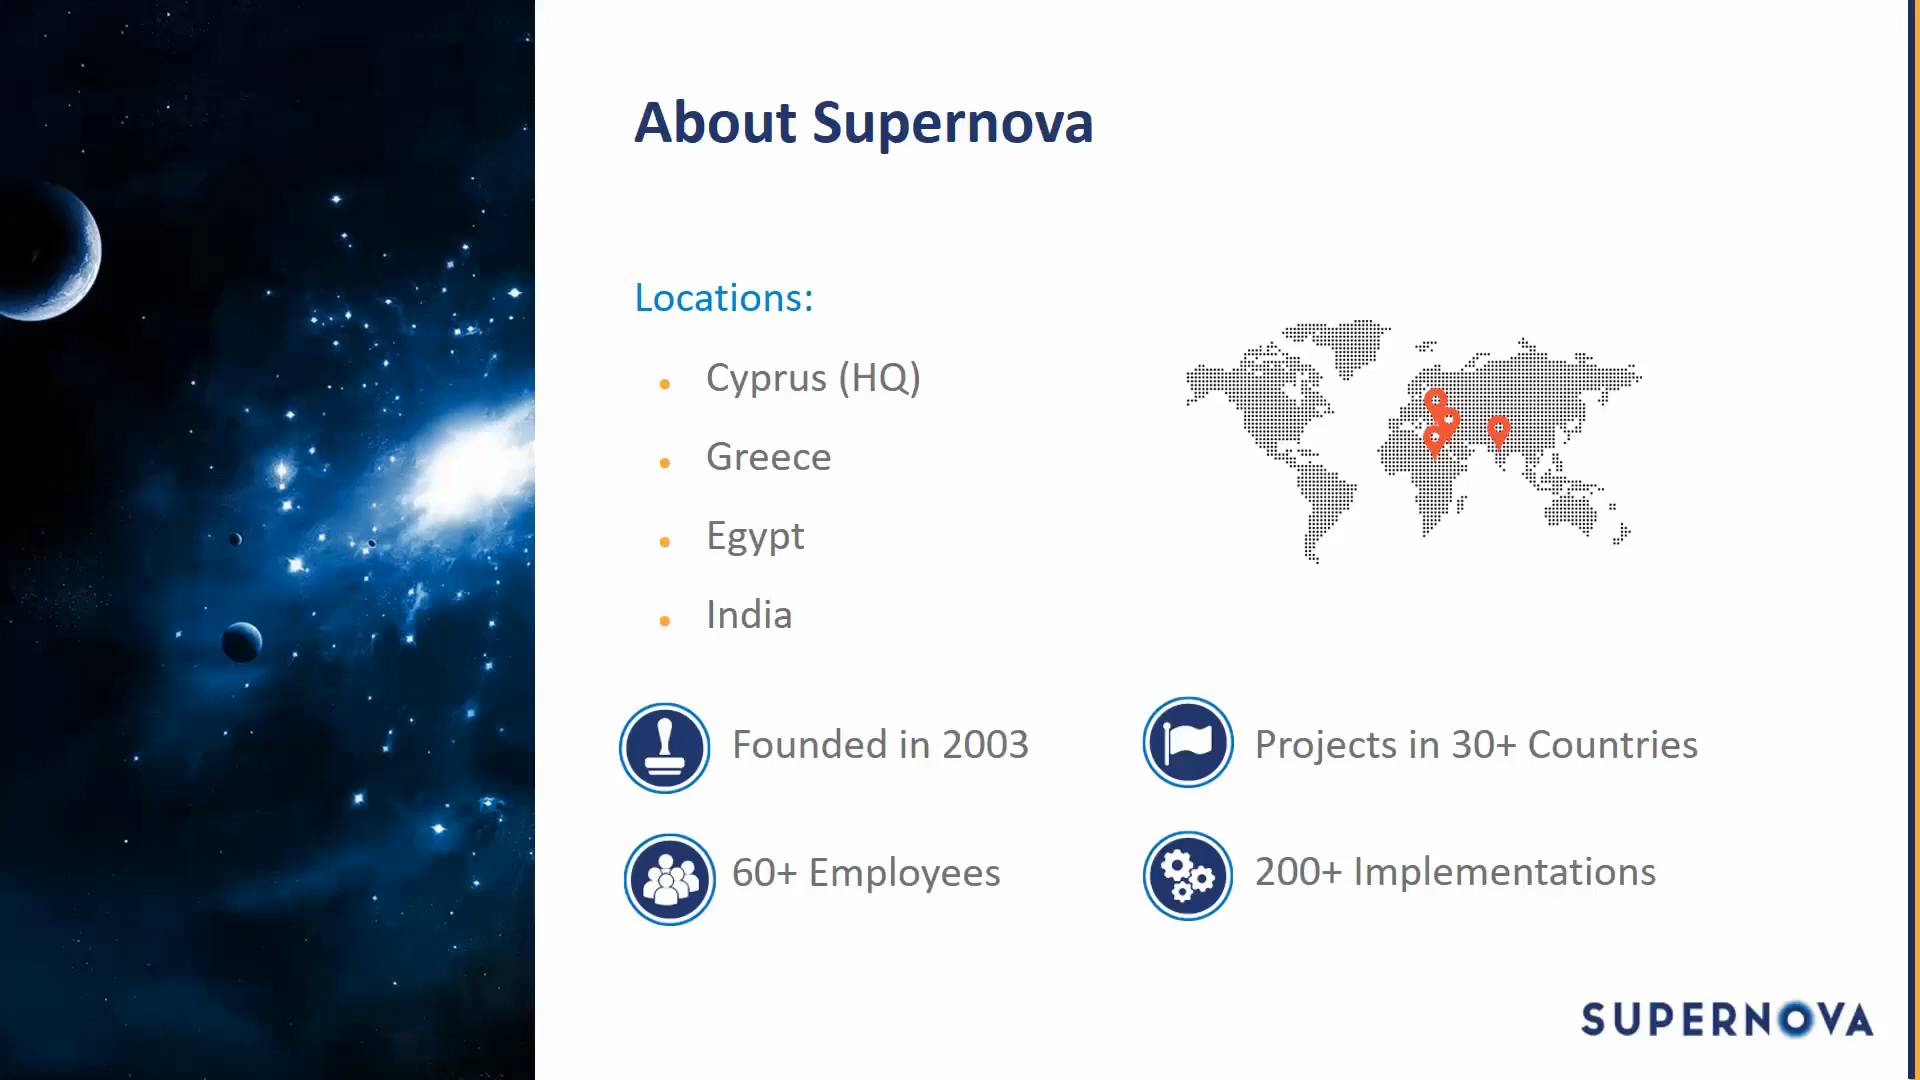 About Supernova
Locations:
Cyprus (HQ)
Greece
Egypt
India
Founded in 2003
Projects in 30+ Countries
60+ Employees
200+ Implementations
SUPERNOVA